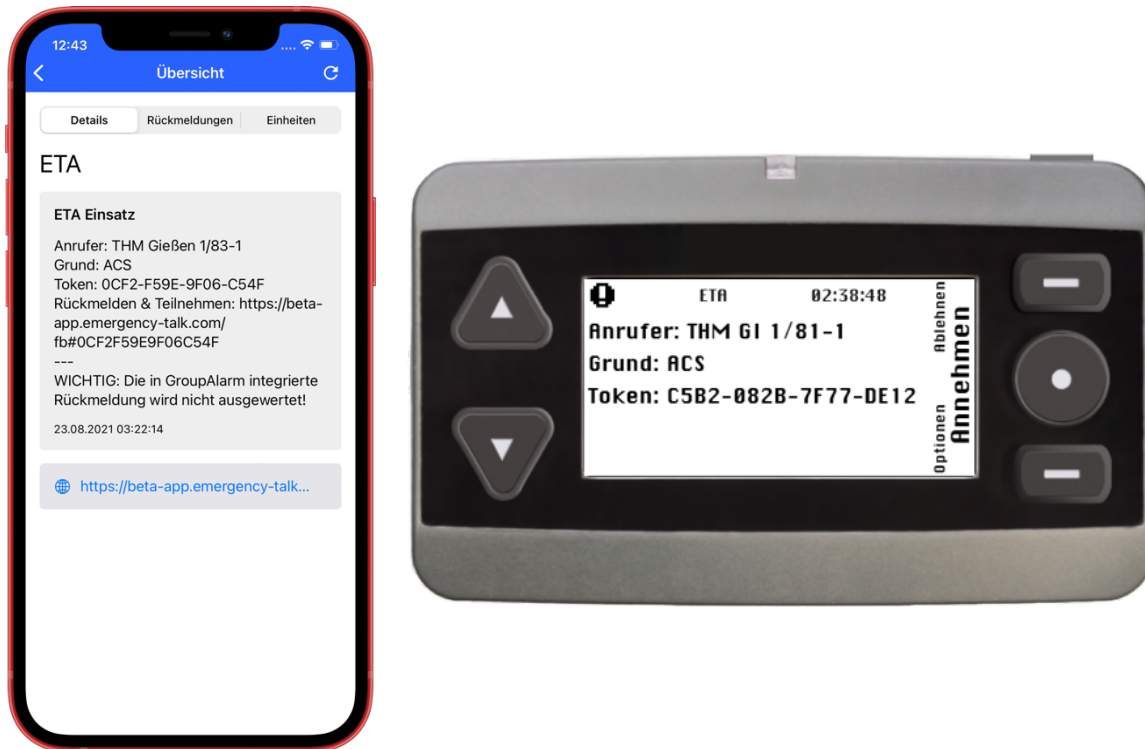 12:43
Übersicht
Details Rückmeldungen Einheiten
ETA
ETA Einsatz
Anrufer: THM Gießen 1/83-1
Grund: ACS
Token: 0CF2-F59E-9F06-C54F
Rückmelden & Teilnehmen: https://beta-
app.emergency-talk.com/
fb#0CF2F59E9F06C54F
---
WICHTIG: Die in GroupAlarm integrierte
Rückmeldung wird nicht ausgewertet!
23.08.2021 03:22:14
https://beta-app.emergency-talk...
ETA 02:38:48
Anrufer: THM GI 1/81-1
Grund: ACS
Token: C5B2-082B-7F77-DE12
Ablehnen
Annehmen
Optionen